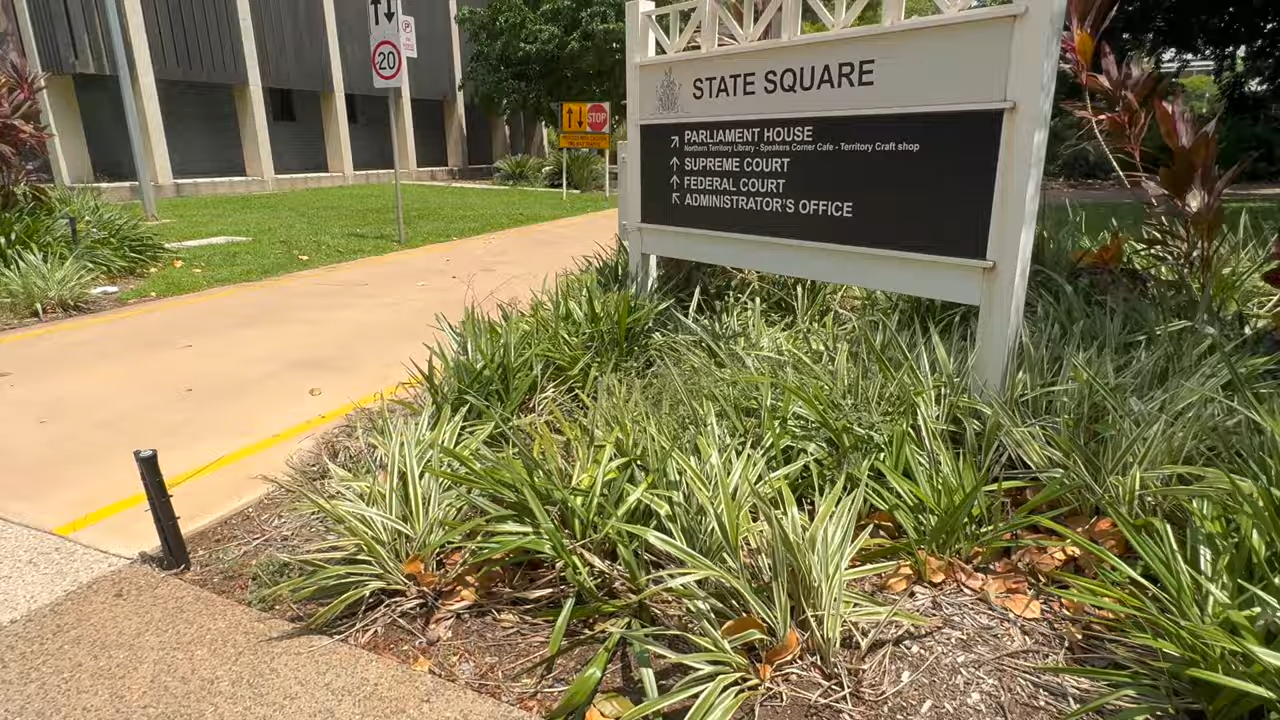 20
STOP
STATE SQUARE
PARLIAMENT HOUSE
Northern Territory Library - Speakers Corner Cafe - Territory Craft shop
SUPREME COURT
FEDERAL COURT
ADMINISTRATOR'S OFFICE